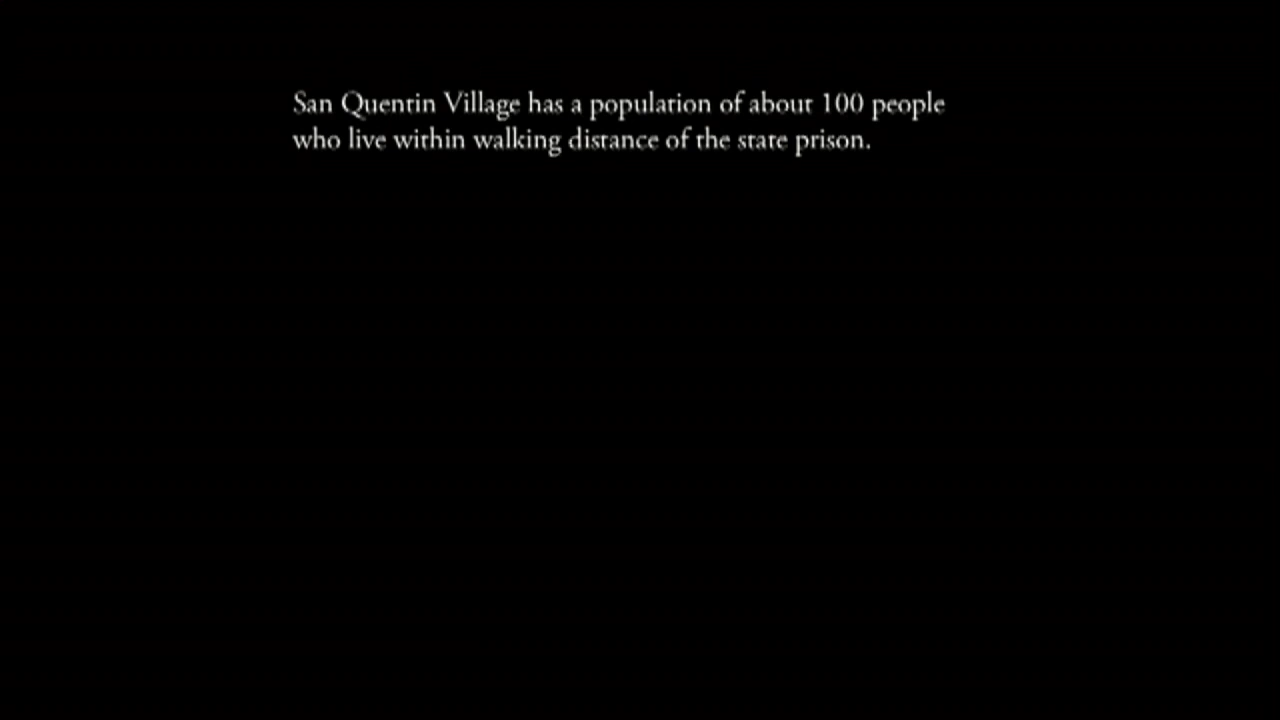 San Quentin Village has a population of about 100 people
who live within walking distance of the state prison.